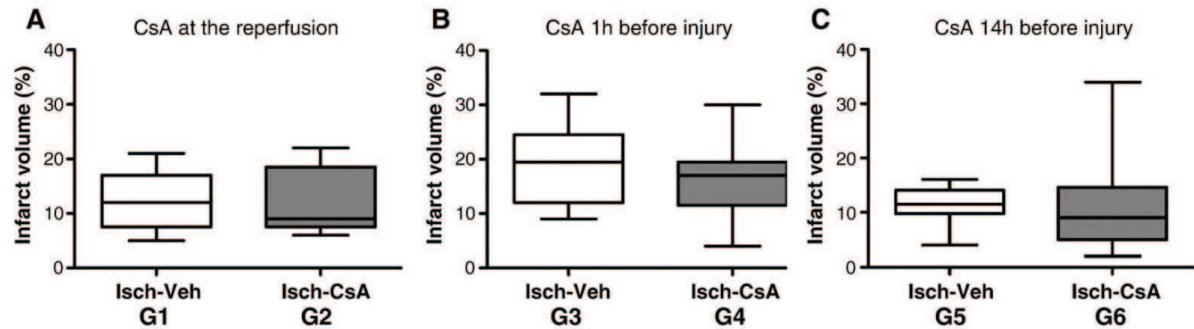 A
CsA at the reperfusion
Infarct volume (%)
40
30
20
10
0
Isch-Veh
Isch-CsA
G1
G2
B
CsA 1h before injury
Infarct volume (%)
40
30
20
10
0
Isch-Veh
Isch-CsA
G3
G4
C
CsA 14h before injury
Infarct volume (%)
40
30
20
10
0
Isch-Veh
Isch-CsA
G5
G6